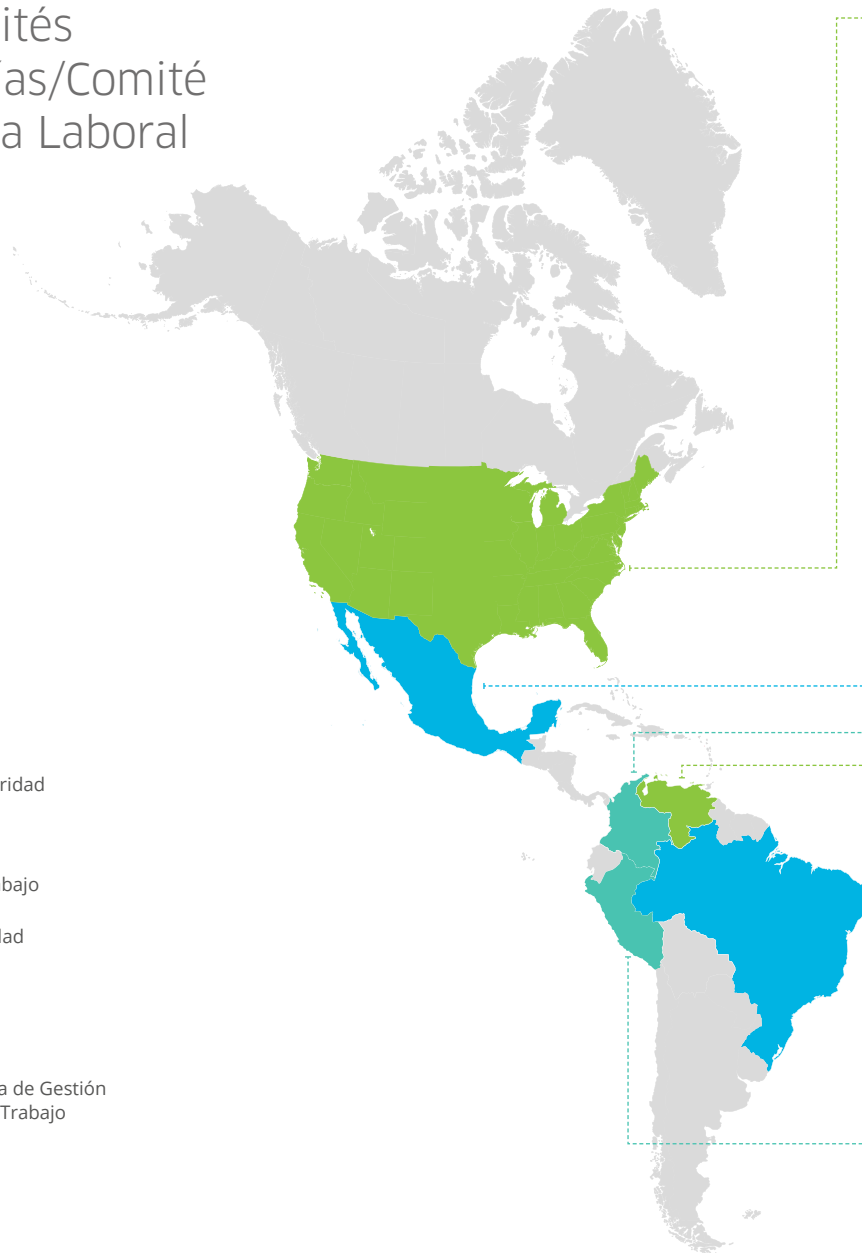 ités
ías/Comité
a Laboral
ridad
bajo
dad
a de Gestión
Trabajo